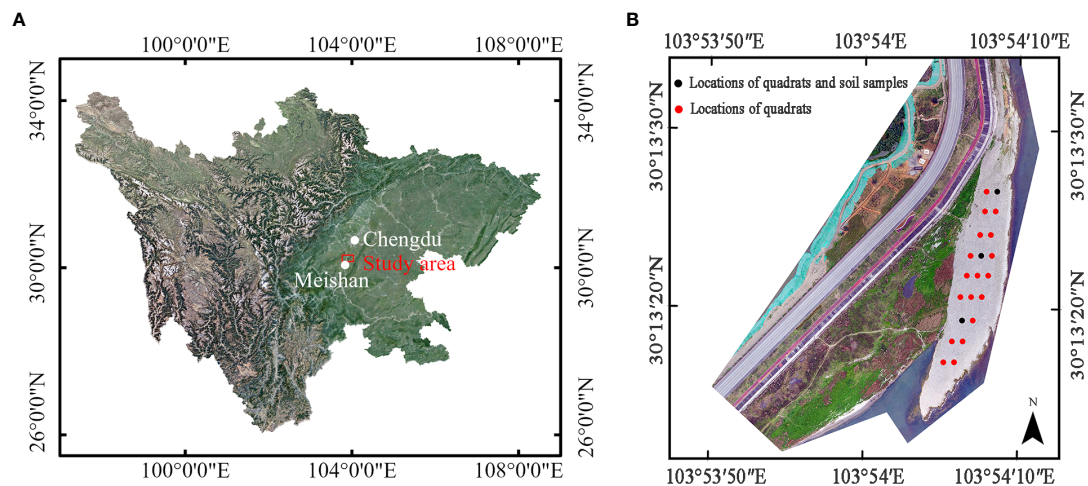 A
100°0'0"E 104°0'0"E 108°0'0"E
34°0'0"N
30°0'0"N
26°0'0"N
Chengdu
Study area
Meishan
34°0'0"N
30°0'0"N
26°0'0"N
100°0'0"E 104°0'0"E 108°0'0"E
B
103°53'50"E 103°54'E 103°54'10"E
Locations of quadrats and soil samples
Locations of quadrats
30°13'30"N
30°13'20"N
30°13'30"N
30°13'20"N
N
103°53'50"E 103°54'E 103°54'10"E